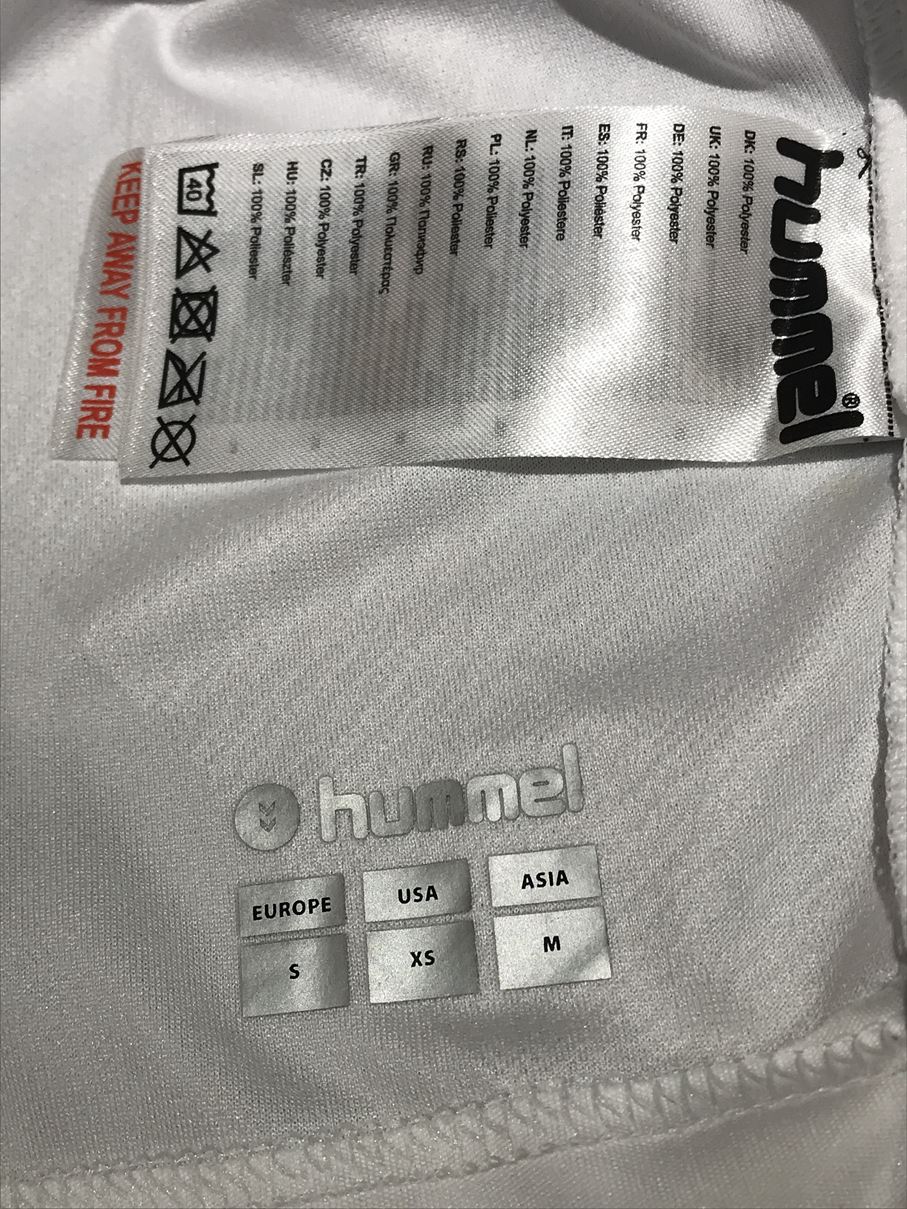 hummel®
DK: 100% Polyester
UK: 100% Polyester
DE: 100% Polyester
FR: 100% Polyester
ES: 100% Poliéster
IT: 100% Poliestere
NL: 100% Polyester
PL: 100% Poliester
RS: 100% Poliester
RU: 100% Полиэфир
GR: 100% Πολυεστέρας
TR: 100% Polyester
CZ: 100% Polyester
HU: 100% Poliészter
SL: 100% Poliester
40
KEEP AWAY FROM FIRE
hummel
EUROPE USA ASIA
S XS M